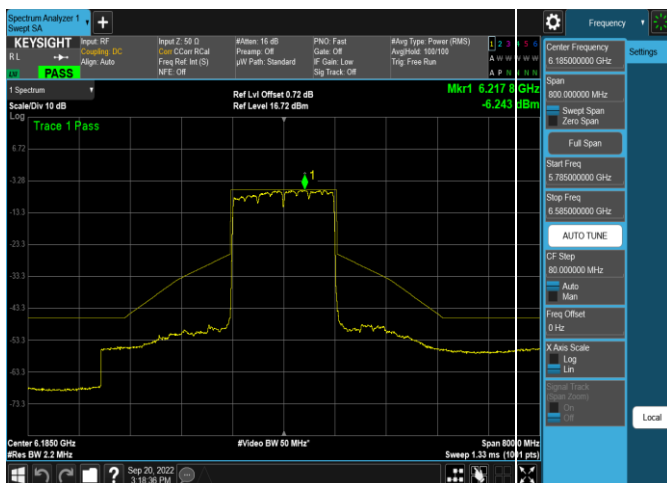 Spectrum Analyzer 1
Swept SA
+
Frequency
KEYSIGHT
R L
LXI
PASS
Input: RF
Coupling: DC
Align: Auto
Input Z: 50 Ω
Corr CCorr RCal
Freq Ref: Int (S)
NFE: Off
#Atten: 16 dB
Preamp: Off
µW Path: Standard
PNO: Fast
Gate: Off
IF Gain: Low
Sig Track: Off
#Avg Type: Power (RMS)
Avg|Hold: 100/100
Trig: Free Run
1 2 3 4 5 6
A W W W W W
A P N N N N
1 Spectrum
Scale/Div 10 dB
Log
Ref Lvl Offset 0.72 dB
Ref Level 16.72 dBm
Mkr1 6.217 8 GHz
-6.243 dBm
Trace 1 Pass
1
6.72
-3.28
-13.3
-23.3
-33.3
-43.3
-53.3
-63.3
-73.3
Center 6.1850 GHz
#Res BW 2.2 MHz
#Video BW 50 MHz*
Span 800.0 MHz
Sweep 1.33 ms (1001 pts)
?
Sep 20, 2022
3:18:36 PM
Center Frequency
6.185000000 GHz
Span
800.000000 MHz
Swept Span
Zero Span
Full Span
Start Freq
5.785000000 GHz
Stop Freq
6.585000000 GHz
AUTO TUNE
CF Step
80.000000 MHz
Auto
Man
Freq Offset
0 Hz
X Axis Scale
Log
Lin
Signal Track
(Span Zoom)
On
Off
Settings
Local